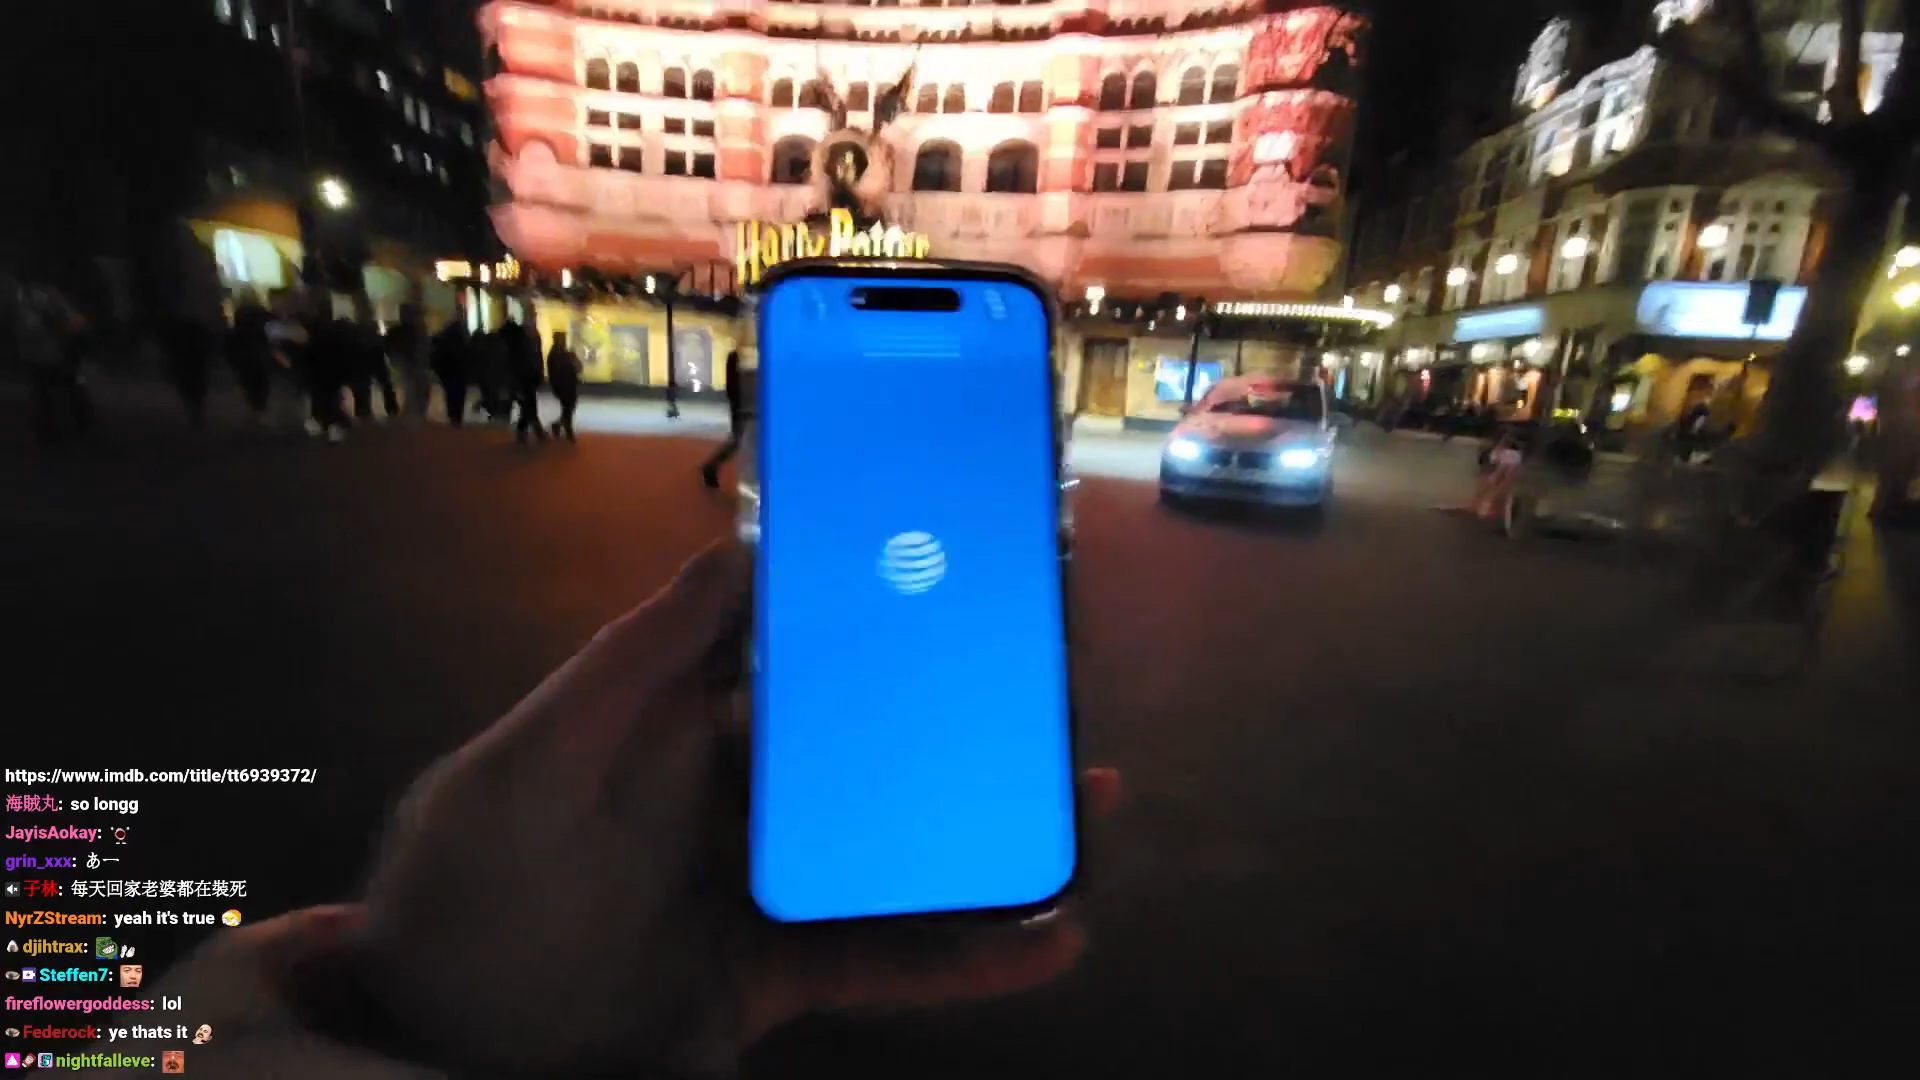 Harry Potter
https://www.imdb.com/title/tt6939372/
海賊丸: so longg
JayisAokay:
grin_xxx: あー
子林: 每天回家老婆都在裝死
NyrZStream: yeah it's true
djihtrax:
Steffen7:
fireflowergoddess: lol
Federock: ye thats it
nightfalleve: